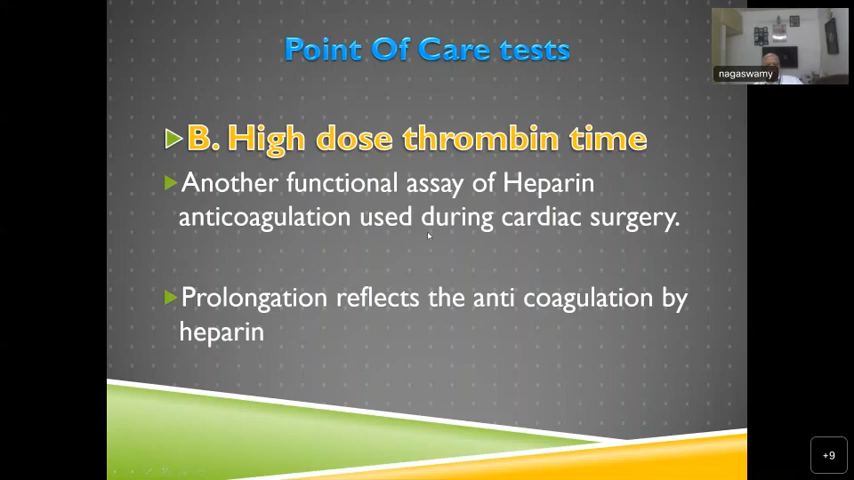 Point Of Care tests
nagaswamy
B. High dose thrombin time
Another functional assay of Heparin
anticoagulation used during cardiac surgery.
Prolongation reflects the anti coagulation by
heparin
+9